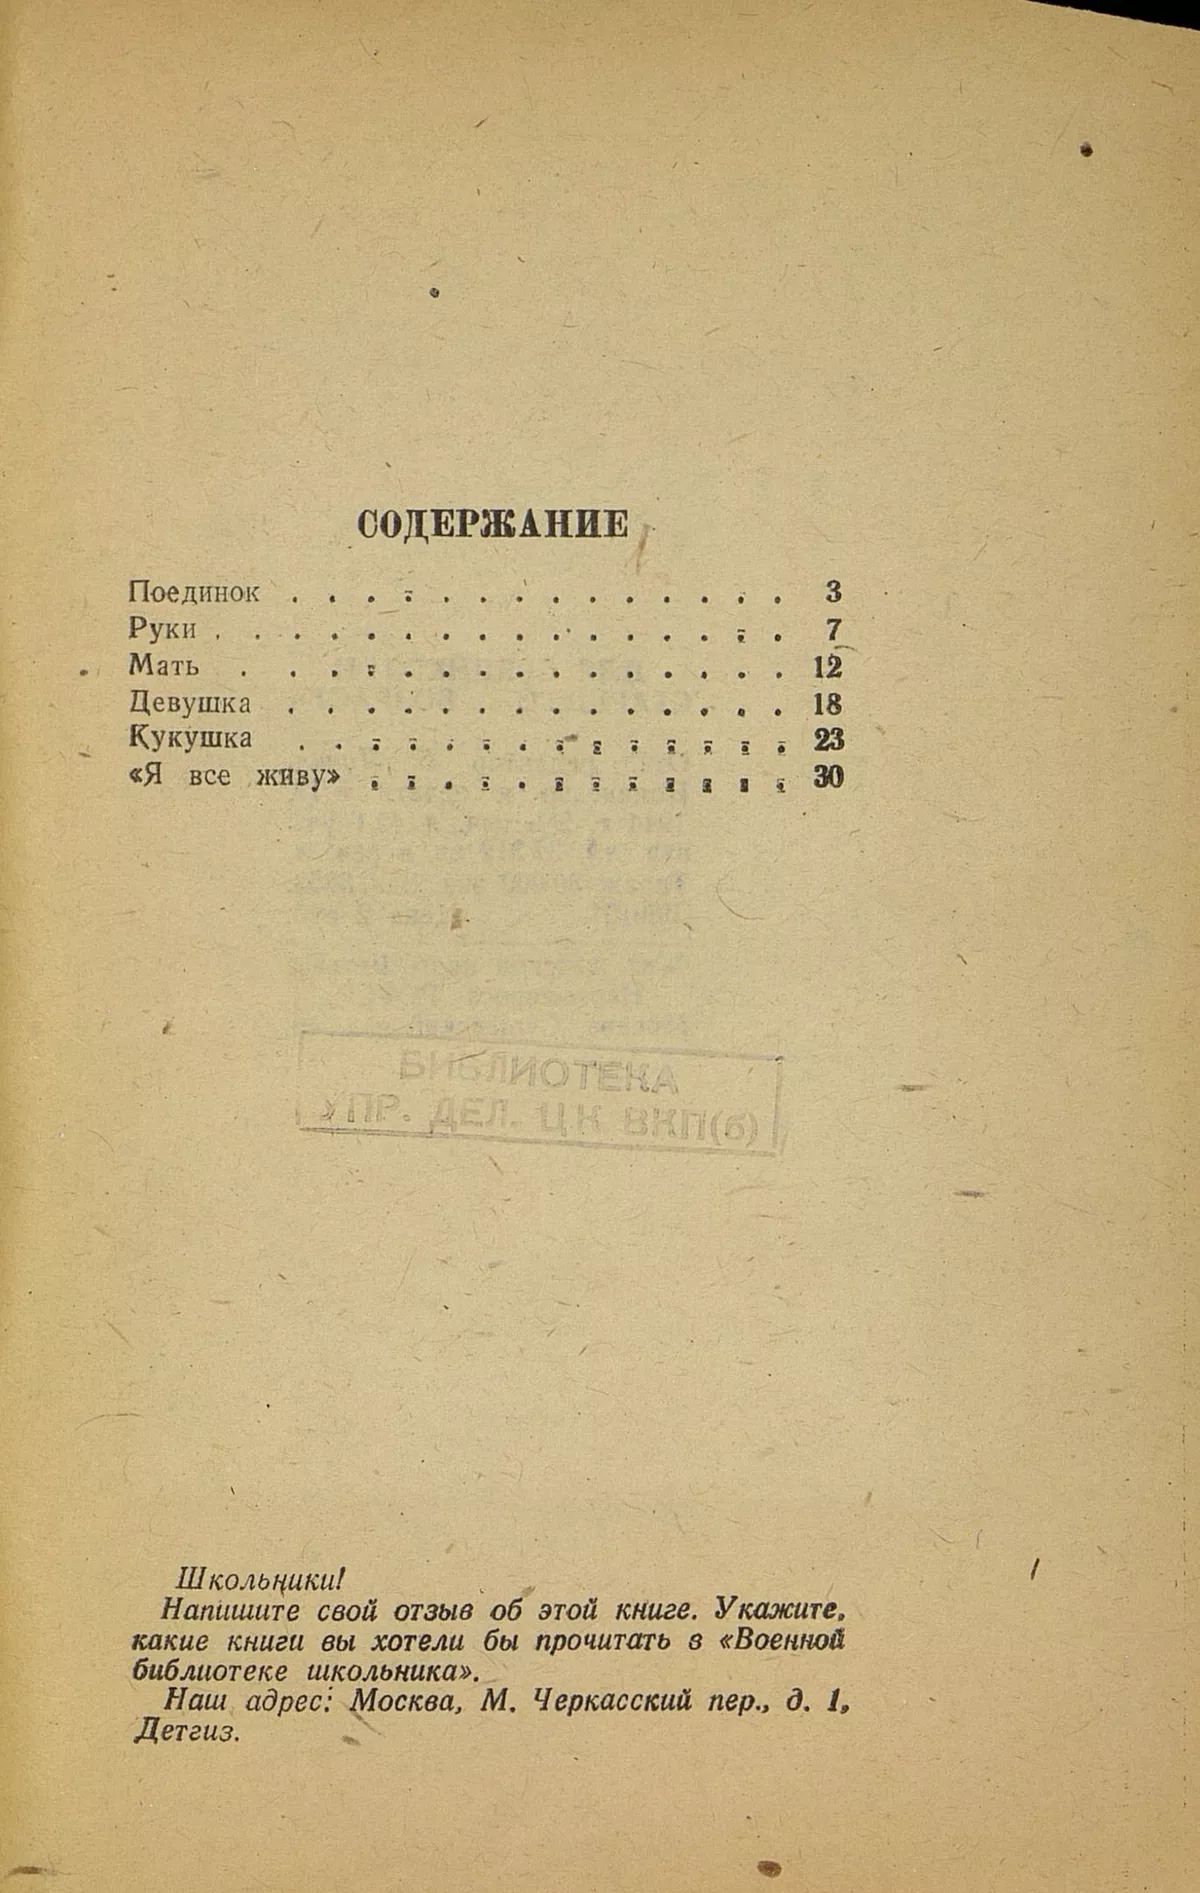 СОДЕРЖАНИЕ
Поединок . . . . . . . . . . . . . . 3
Руки . . . . . . . . . . . . . . . . 7
Мать . . . . . . . . . . . . . . . 12
Девушка . . . . . . . . . . . . . . 18
Кукушка . . . . . . . . . . . . . . 23
«Я все живу» . . . . . . . . . . . . 30
БИБЛИОТЕКА
УПР. ДЕЛ. ЦК ВКП(б)
Школьники!
Напишите свой отзыв об этой книге. Укажите,
какие книги вы хотели бы прочитать в «Военной
библиотеке школьника».
Наш адрес: Москва, М. Черкасский пер., д. 1,
Детгиз.